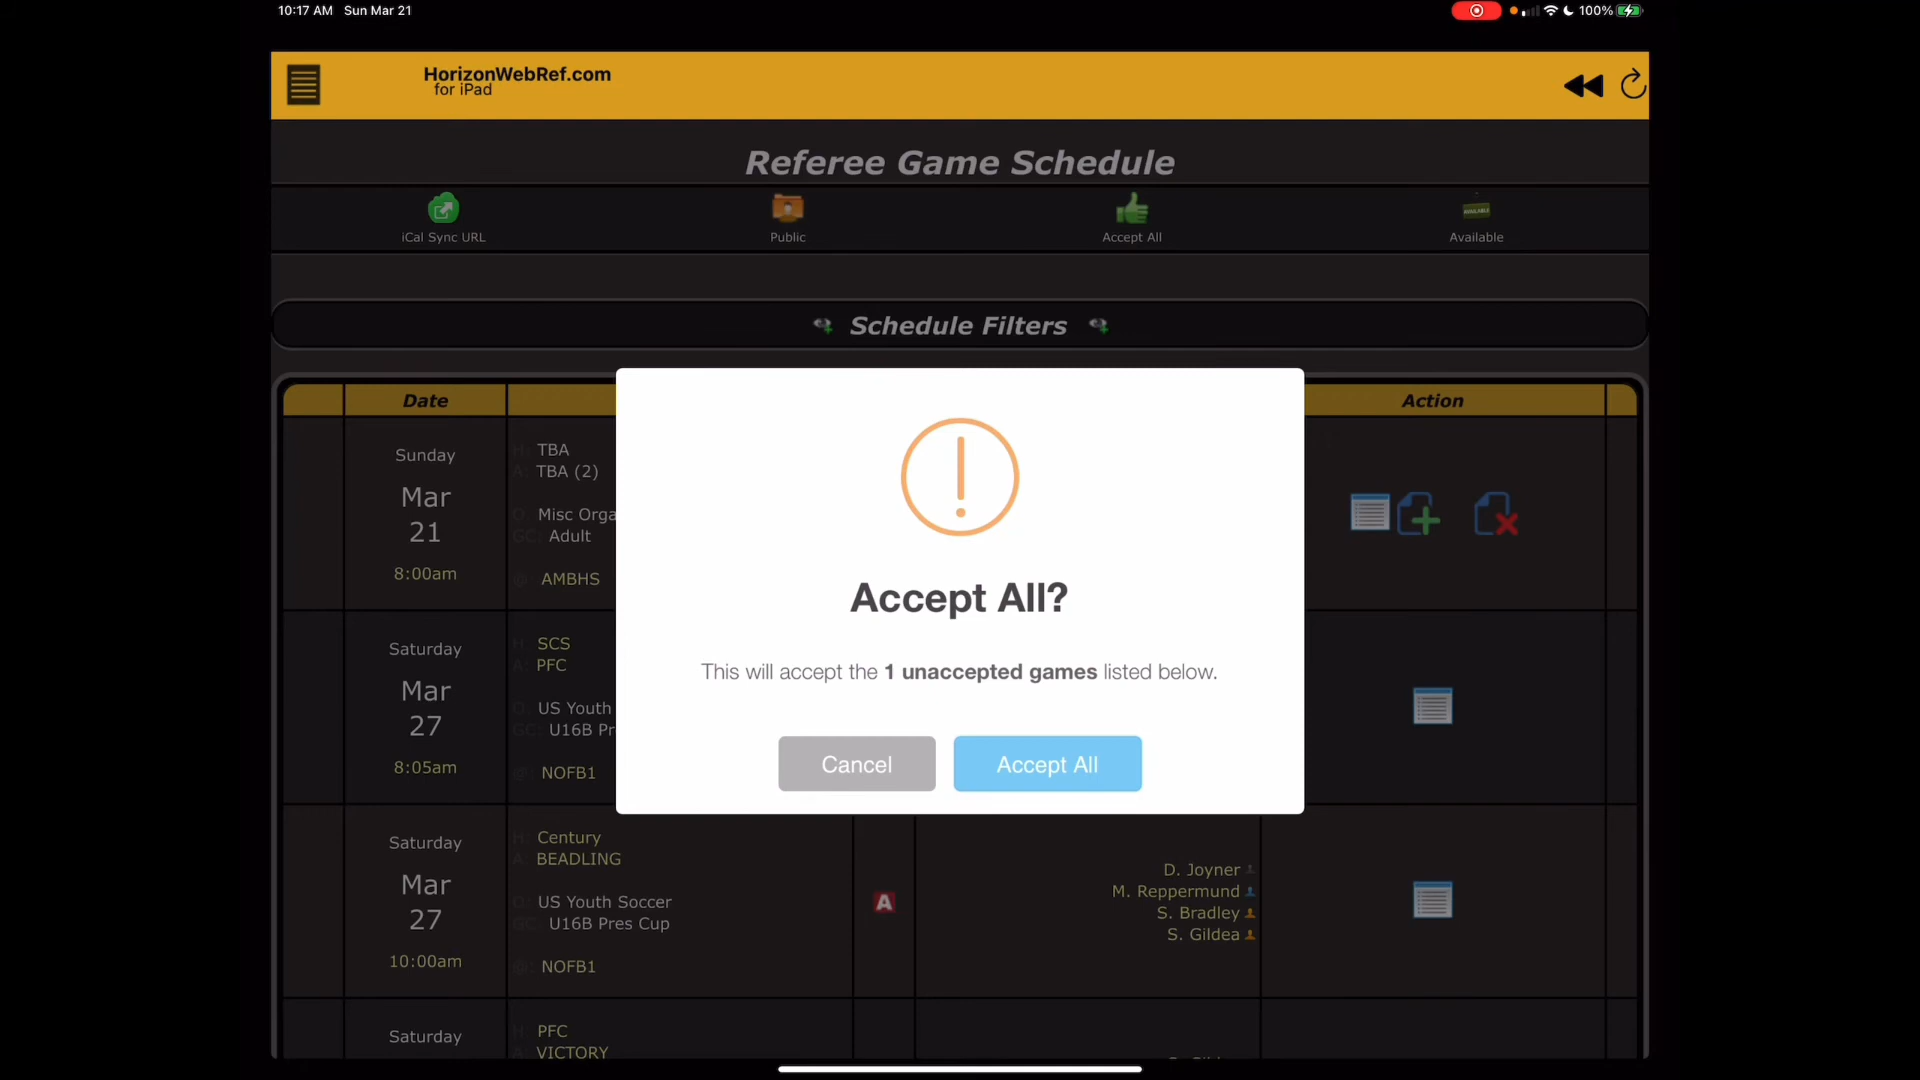 10:17 AM Sun Mar 21
100%
HorizonWebRef.com
for iPad
Referee Game Schedule
iCal Sync URL
Public
Accept All
AVAILABLE
Available
Schedule Filters
Date
Action
Sunday
Mar
21
8:00am
H: TBA
A: TBA (2)
O: Misc Orga
GC: Adult
@: AMBHS
Accept All?
This will accept the 1 unaccepted games listed below.
Cancel
Accept All
Saturday
Mar
27
8:05am
H: SCS
A: PFC
O: US Youth
GC: U16B Pr
@: NOFB1
Saturday
Mar
27
10:00am
H: Century
A: BEADLING
O: US Youth Soccer
GC: U16B Pres Cup
@: NOFB1
A
D. Joyner
M. Reppermund
S. Bradley
S. Gildea
Saturday
H: PFC
A: VICTORY